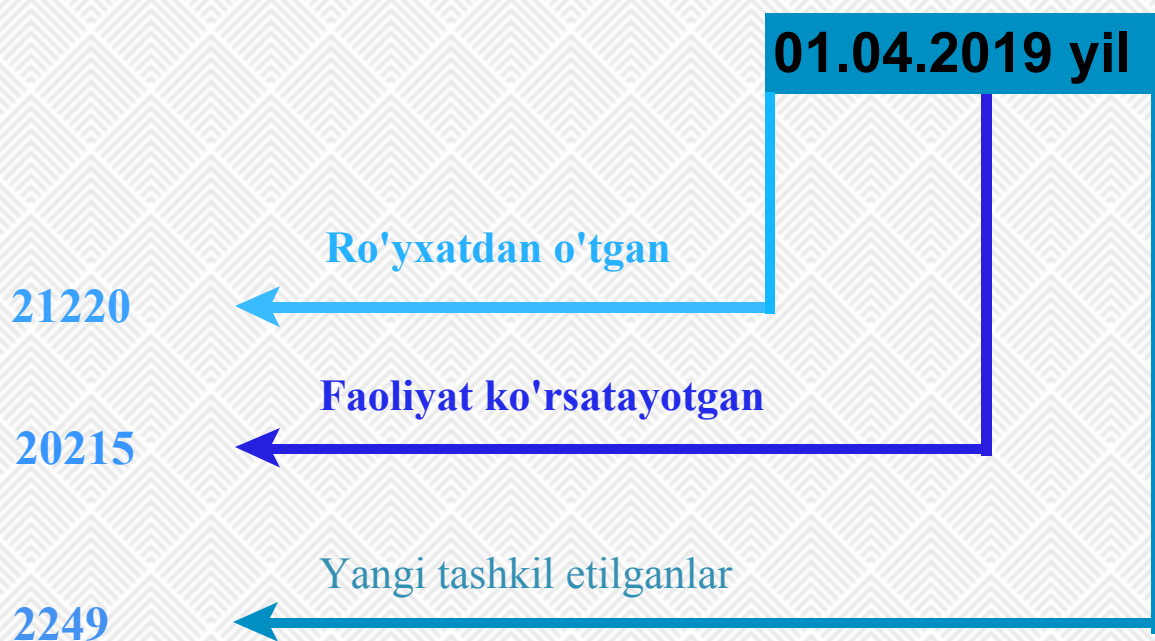 01.04.2019 yil
Ro'yxatdan o'tgan
21220
Faoliyat ko'rsatayotgan
20215
Yangi tashkil etilganlar
2249